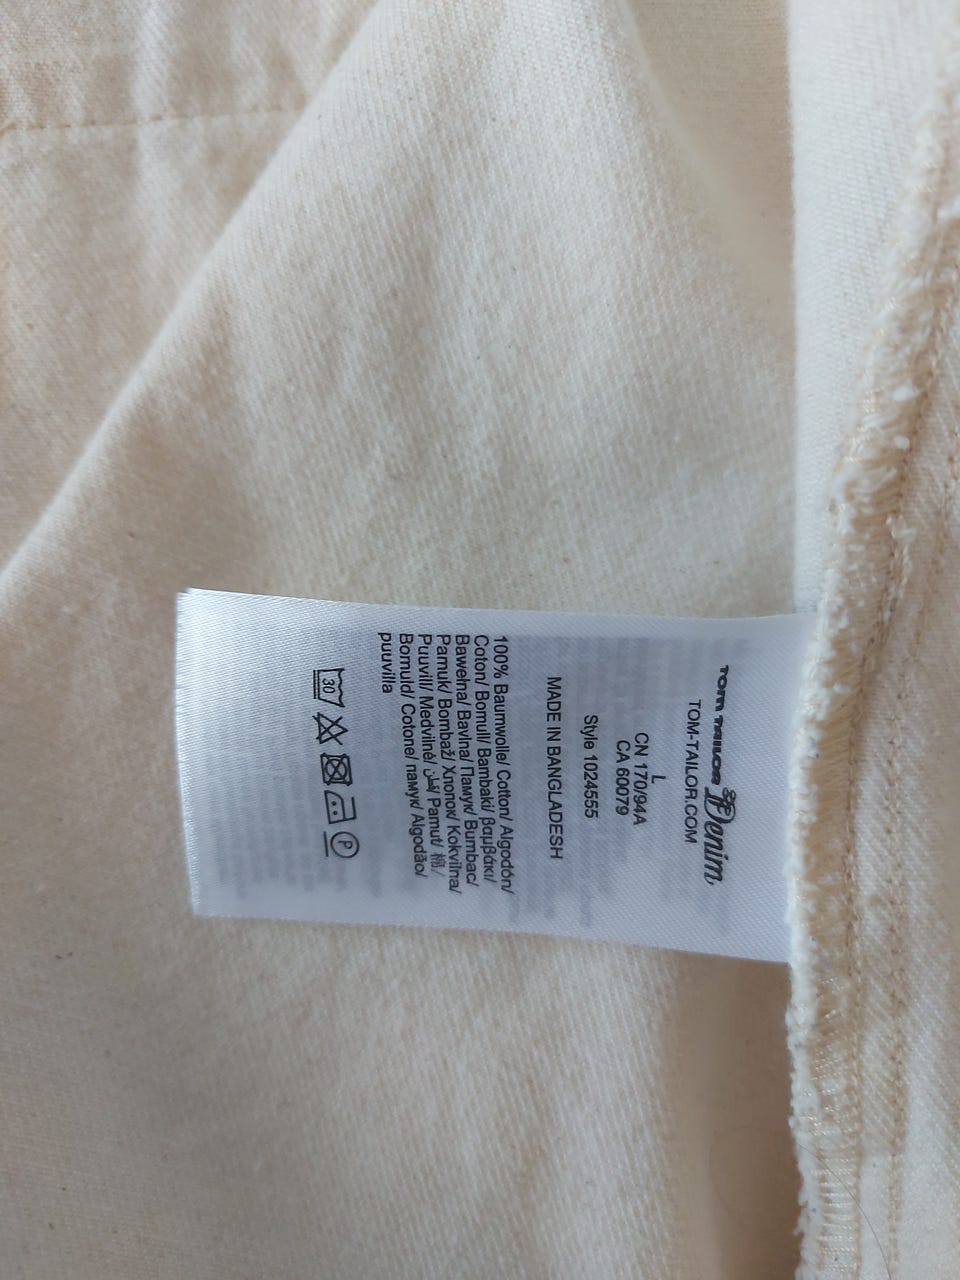 TOM TAILOR Denim
TOM-TAILOR.COM
L
CN 170/94A
CA 60079
Style 1024555
MADE IN BANGLADESH
100% Baumwolle/ Cotton/ Algodón/
Coton/ Bomull/ Bambaki/ βαμβάκι/
Bawełna/ Bavlna/ Памук/ Bumbac/
Pamuk/ Bombaž/ Хлопок/ Kokvilna/
Puuvill/ Medvilnė/ قطن/ Pamut/ 棉/
Bomuld/ Cotone/ памук/ Algodão/
puuvilla
30
P